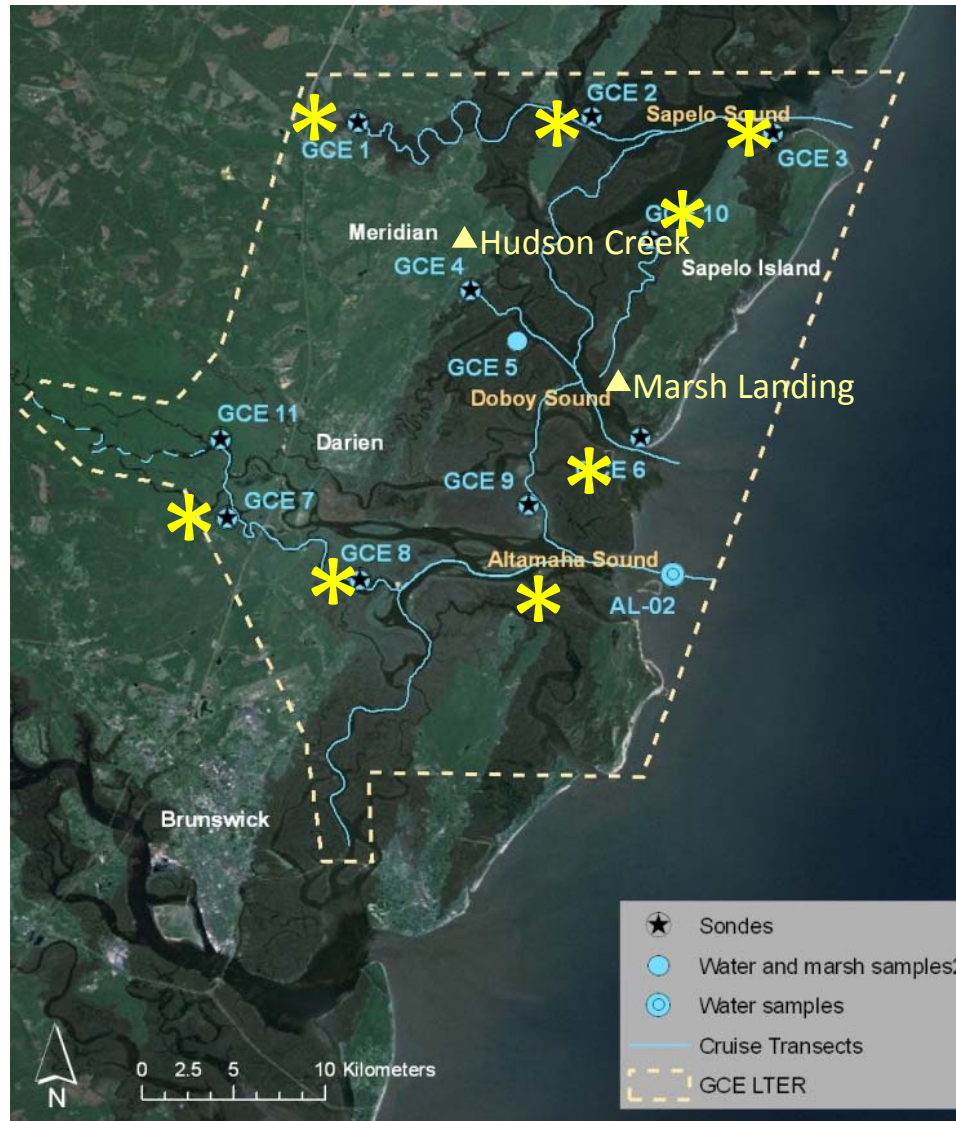 GCE 2
Sapelo Sound
GCE 1
GCE 3
GCE 10
Meridian
Hudson Creek
GCE 4
Sapelo Island
GCE 5
Marsh Landing
Doboy Sound
GCE 11
Darien
GCE 6
GCE 9
GCE 7
GCE 8
Altamaha Sound
AL-02
Brunswick
Sondes
Water and marsh samples2
Water samples
Cruise Transects
GCE LTER
0 2.5 5 10 Kilometers
N